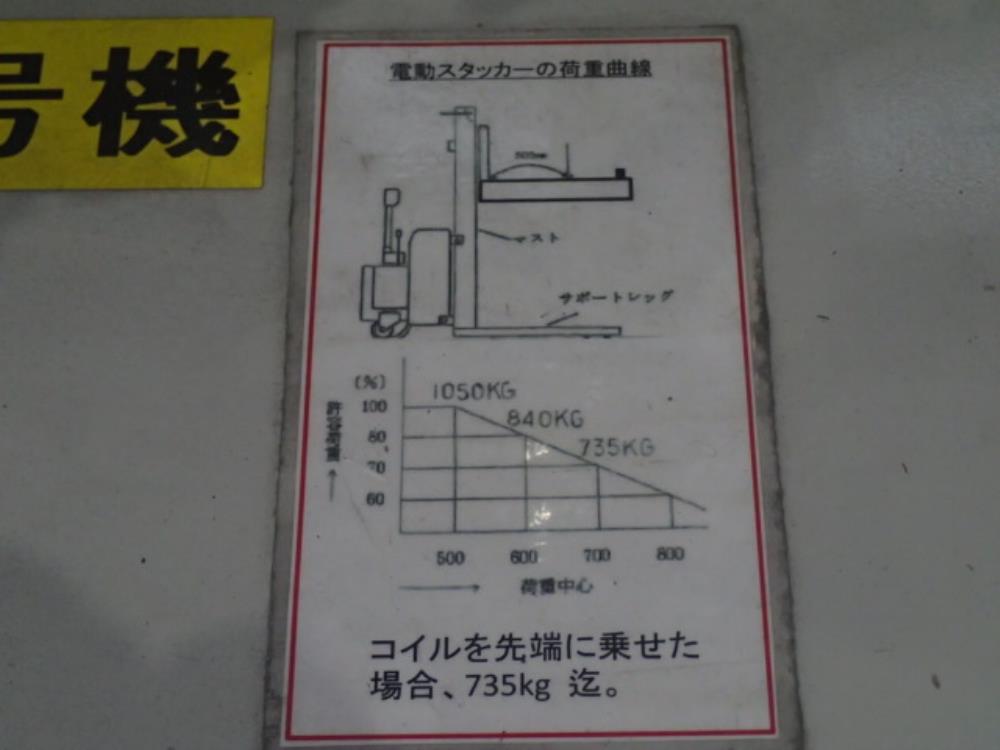 号機
電動スタッカーの荷重曲線
500mm
マスト
サポートレッグ
(%)
許容荷重
100
80
70
60
1050KG
840KG
735KG
500 600 700 800
荷重中心
コイルを先端に乗せた
場合、735kg 迄。